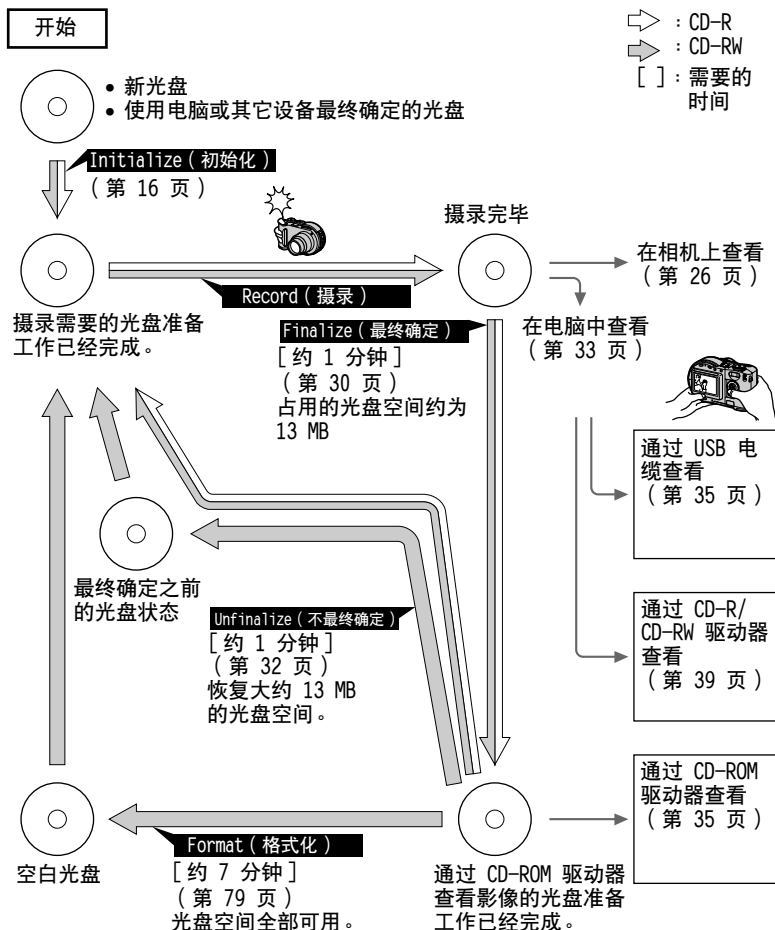 开始
：CD-R
：CD-RW
[ ]：需要的
时间
• 新光盘
• 使用电脑或其它设备最终确定的光盘
Initialize（初始化）
（第 16 页）
摄录完毕
在相机上查看
（第 26 页）
Record（摄录）
摄录需要的光盘准备
工作已经完成。
Finalize（最终确定）
[约 1 分钟]
（第 30 页）
占用的光盘空间约为
13 MB
在电脑中查看
（第 33 页）
通过 USB 电
缆查看
（第 35 页）
最终确定之前
的光盘状态
Unfinalize（不最终确定）
[约 1 分钟]
（第 32 页）
恢复大约 13 MB
的光盘空间。
通过 CD-R/
CD-RW 驱动器
查看
（第 39 页）
通过 CD-ROM
驱动器查看
（第 35 页）
空白光盘
Format（格式化）
[约 7 分钟]
（第 79 页）
光盘空间全部可用。
通过 CD-ROM 驱动器
查看影像的光盘准备
工作已经完成。